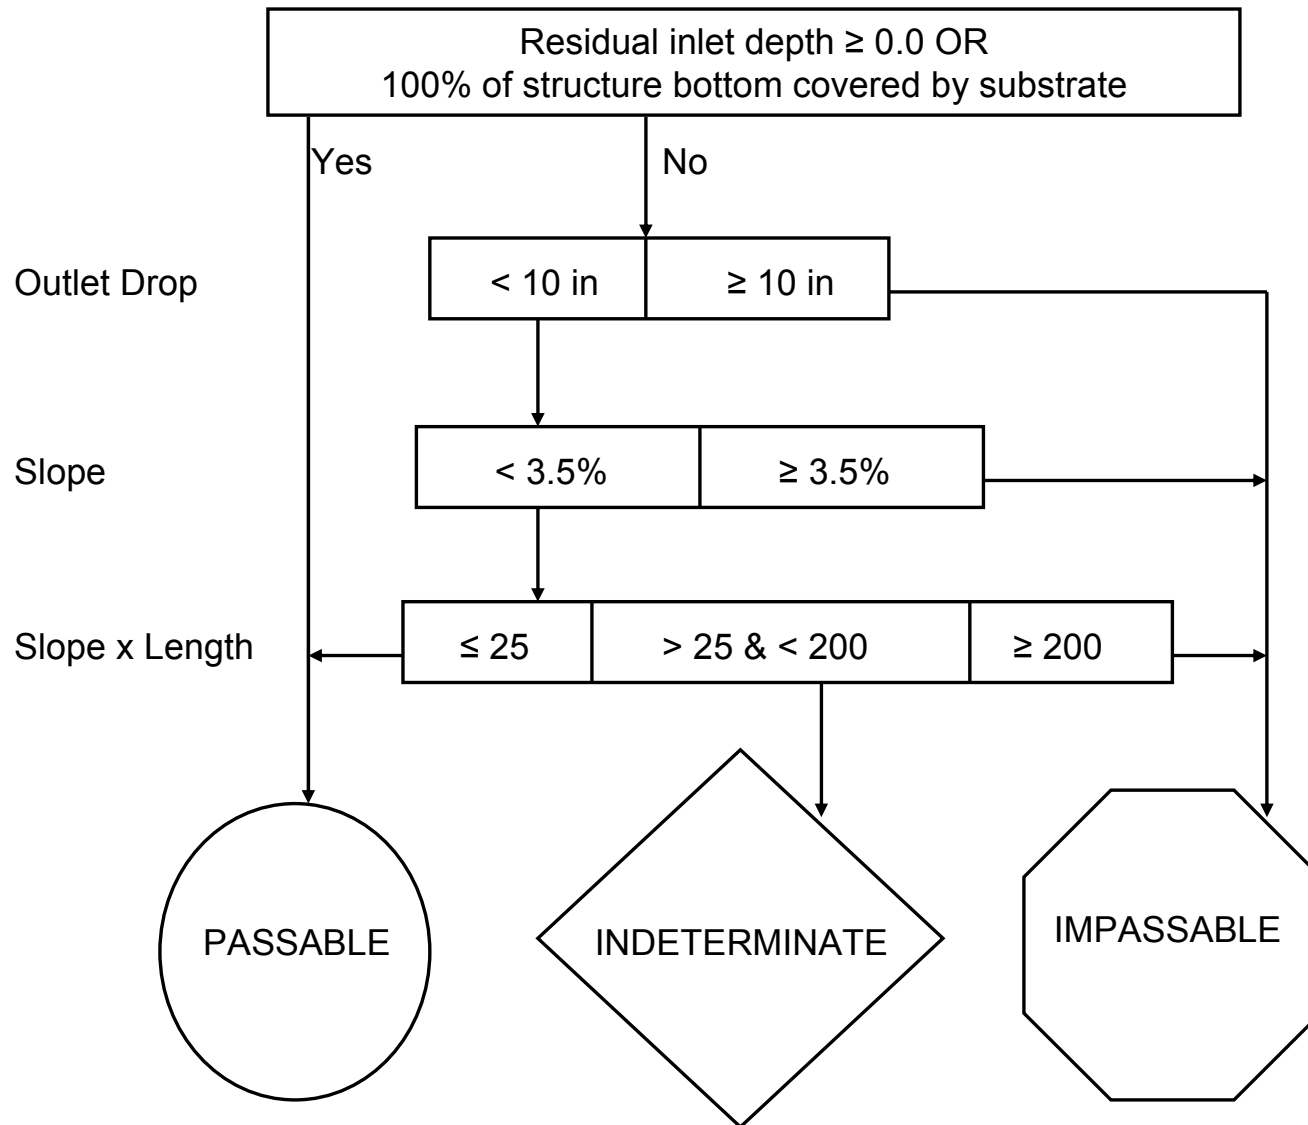 Residual inlet depth ≥ 0.0 OR
100% of structure bottom covered by substrate
Yes
No
Outlet Drop
< 10 in
≥ 10 in
Slope
< 3.5%
≥ 3.5%
Slope x Length
≤ 25
> 25 & < 200
≥ 200
PASSABLE
INDETERMINATE
IMPASSABLE